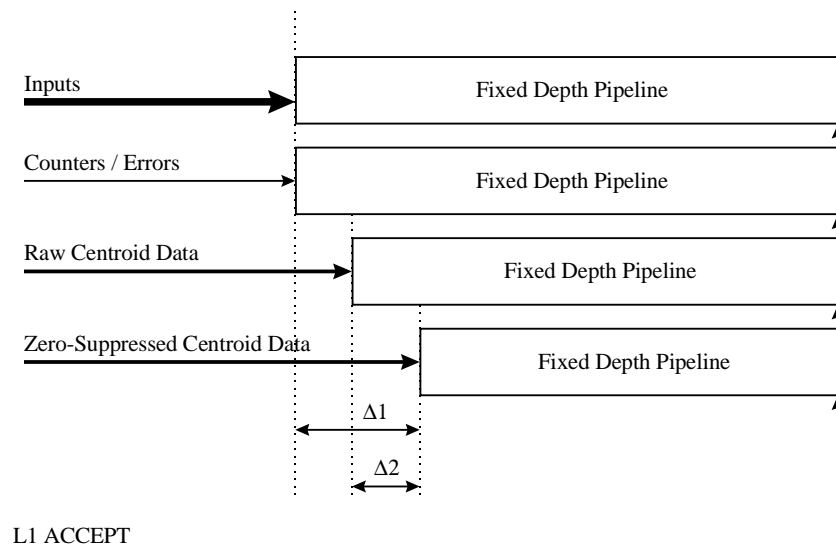 Inputs
Fixed Depth Pipeline
Counters / Errors
Fixed Depth Pipeline
Raw Centroid Data
Fixed Depth Pipeline
Zero-Suppressed Centroid Data
Fixed Depth Pipeline
Δ1
Δ2
L1 ACCEPT